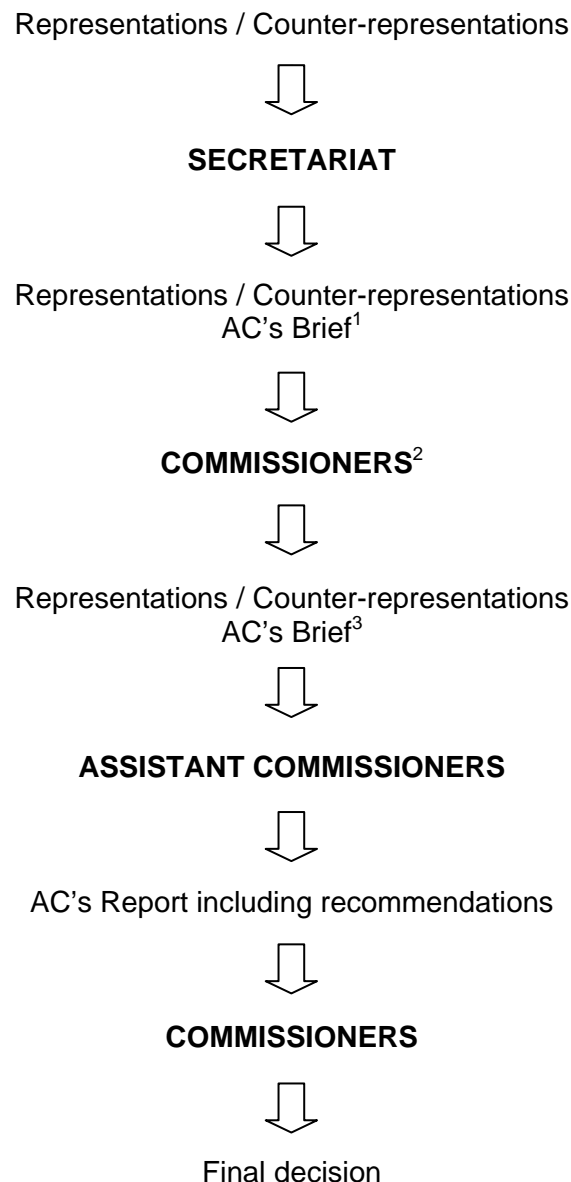 Representations / Counter-representations
SECRETARIAT
Representations / Counter-representations
AC's Brief¹
COMMISSIONERS²
Representations / Counter-representations
AC's Brief³
ASSISTANT COMMISSIONERS
AC's Report including recommendations
COMMISSIONERS
Final decision